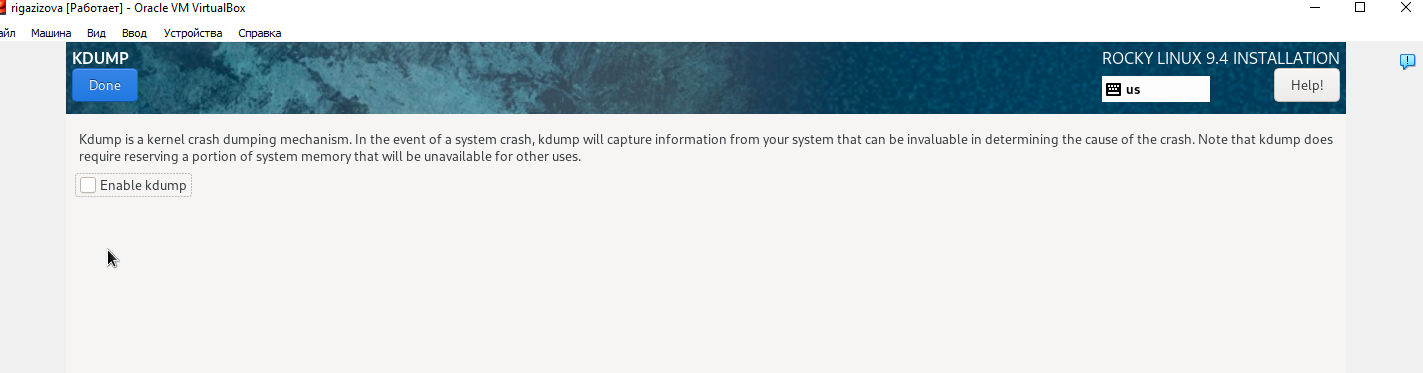 rigazizova [Работает] - Oracle VM VirtualBox
айл Машина Вид Ввод Устройства Справка
KDUMP
ROCKY LINUX 9.4 INSTALLATION
Done
us
Help!
Kdump is a kernel crash dumping mechanism. In the event of a system crash, kdump will capture information from your system that can be invaluable in determining the cause of the crash. Note that kdump does
require reserving a portion of system memory that will be unavailable for other uses.
Enable kdump